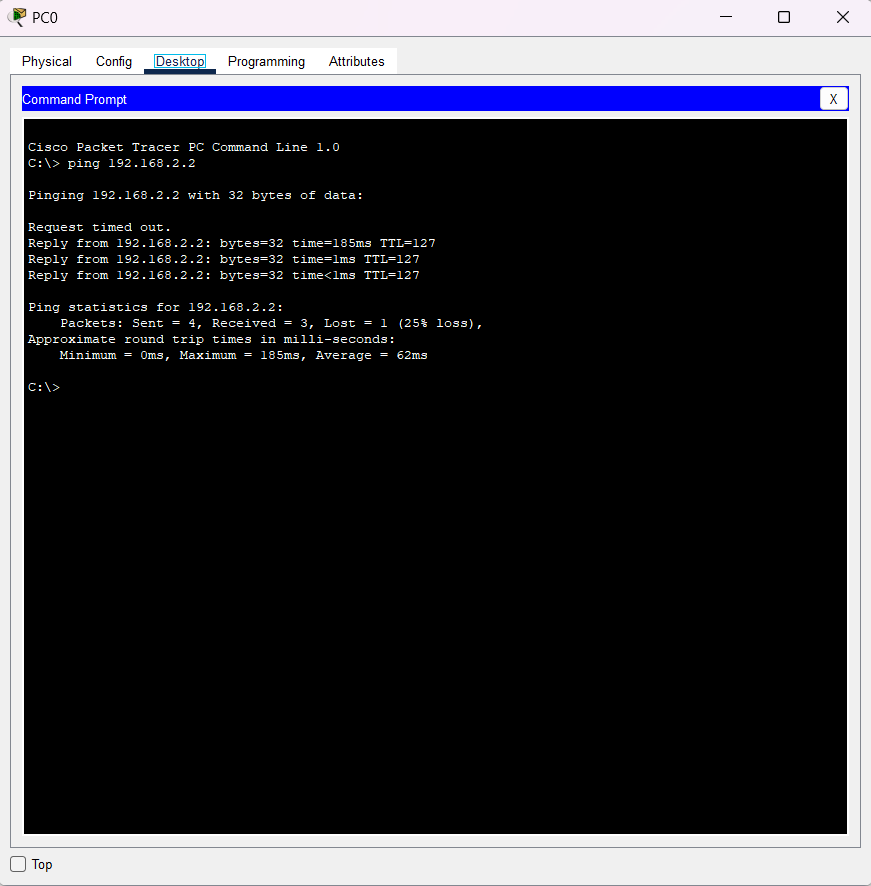 PC0
Physical Config Desktop Programming Attributes
Command Prompt X
Cisco Packet Tracer PC Command Line 1.0
C:\> ping 192.168.2.2
Pinging 192.168.2.2 with 32 bytes of data:
Request timed out.
Reply from 192.168.2.2: bytes=32 time=185ms TTL=127
Reply from 192.168.2.2: bytes=32 time=1ms TTL=127
Reply from 192.168.2.2: bytes=32 time<1ms TTL=127
Ping statistics for 192.168.2.2:
    Packets: Sent = 4, Received = 3, Lost = 1 (25% loss),
Approximate round trip times in milli-seconds:
    Minimum = 0ms, Maximum = 185ms, Average = 62ms
C:\>
Top